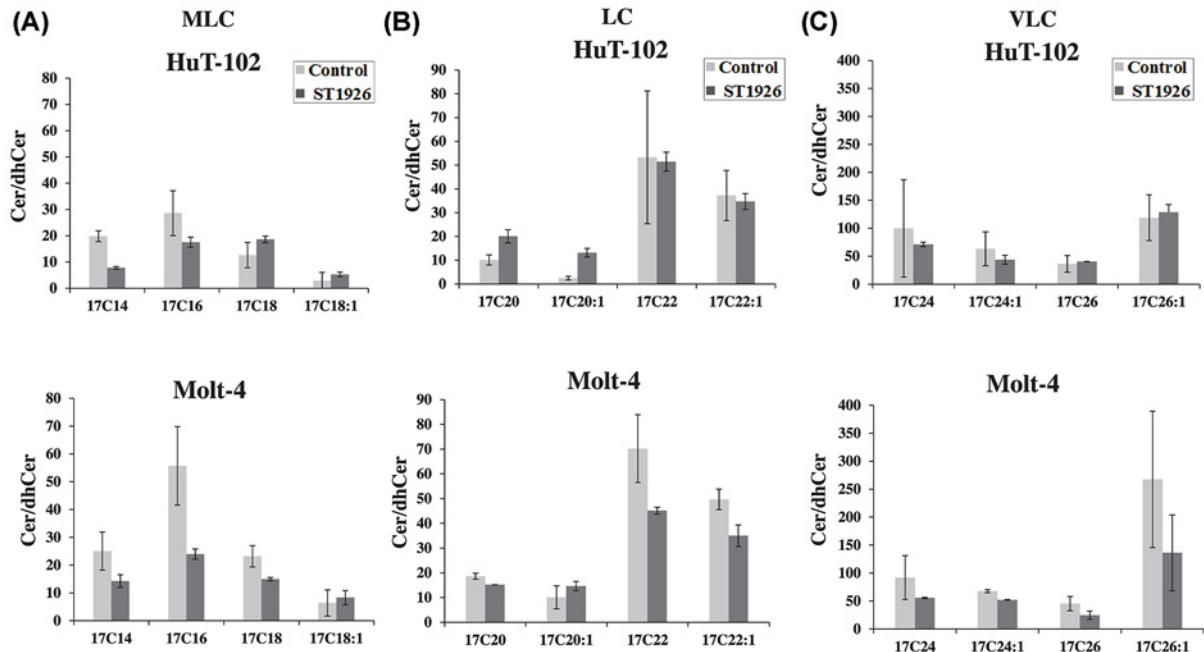 (A)
MLC
HuT-102
80
70
60
50
40
30
20
10
0
Cer/dhCer
Control
ST1926
17C14 17C16 17C18 17C18:1
(B)
LC
HuT-102
90
80
70
60
50
40
30
20
10
0
Cer/dhCer
Control
ST1926
17C20 17C20:1 17C22 17C22:1
(C)
VLC
HuT-102
400
350
300
250
200
150
100
50
0
Cer/dhCer
Control
ST1926
17C24 17C24:1 17C26 17C26:1
Molt-4
80
70
60
50
40
30
20
10
0
Cer/dhCer
17C14 17C16 17C18 17C18:1
Molt-4
90
80
70
60
50
40
30
20
10
0
Cer/dhCer
17C20 17C20:1 17C22 17C22:1
Molt-4
400
350
300
250
200
150
100
50
0
Cer/dhCer
17C24 17C24:1 17C26 17C26:1